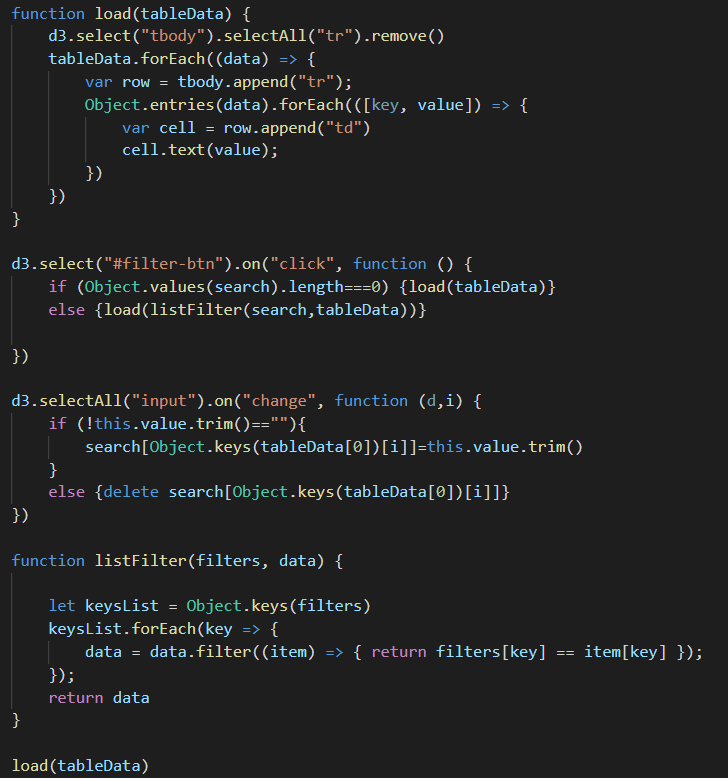 function load(tableData) {
    d3.select("tbody").selectAll("tr").remove()
    tableData.forEach((data) => {
        var row = tbody.append("tr");
        Object.entries(data).forEach(([key, value]) => {
            var cell = row.append("td")
            cell.text(value);
        })
    })
}

d3.select("#filter-btn").on("click", function () {
    if (Object.values(search).length===0) {load(tableData)}
    else {load(listFilter(search,tableData))}

})

d3.selectAll("input").on("change", function (d,i) {
    if (!this.value.trim()==""){
        search[Object.keys(tableData[0])[i]]=this.value.trim()
    }
    else {delete search[Object.keys(tableData[0])[i]]}
})

function listFilter(filters, data) {

    let keysList = Object.keys(filters)
    keysList.forEach(key => {
        data = data.filter((item) => { return filters[key] == item[key] });
    });
    return data
}

load(tableData)